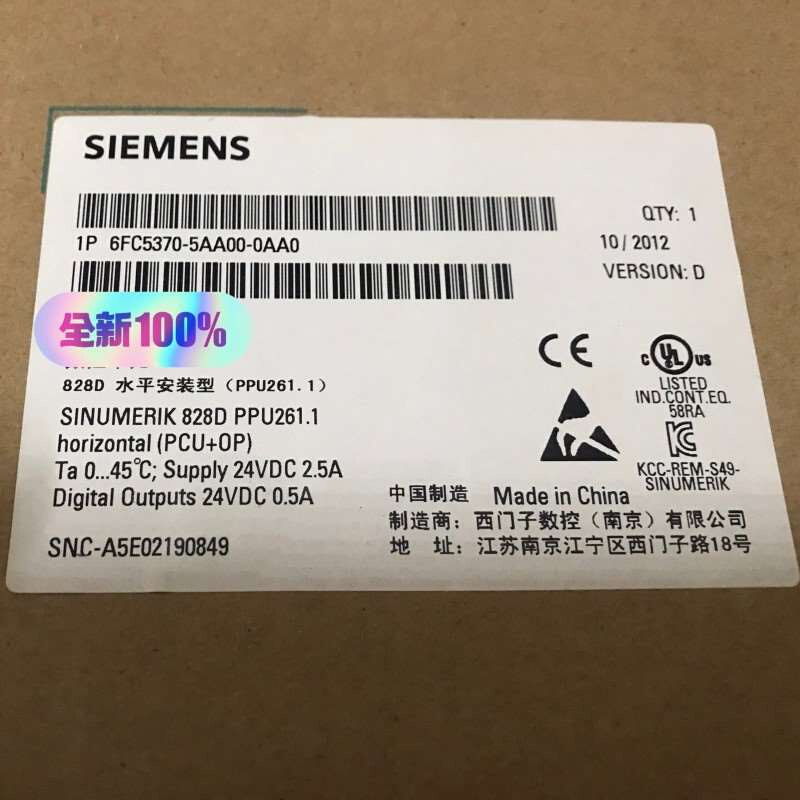 SIEMENS
QTY: 1
1P 6FC5370-5AA00-0AA0
10/2012
VERSION: D
全新100%
828D 水平安装型（PPU261.1）
SINUMERIK 828D PPU261.1
horizontal (PCU+OP)
Ta 0...45℃; Supply 24VDC 2.5A
Digital Outputs 24VDC 0.5A
SNC-A5E02190849
CE
C UL US
LISTED
IND.CONT.EQ.
58RA
KCC-REM-S49-
SINUMERIK
中国制造 Made in China
制造商：西门子数控（南京）有限公司
地 址：江苏南京江宁区西门子路18号